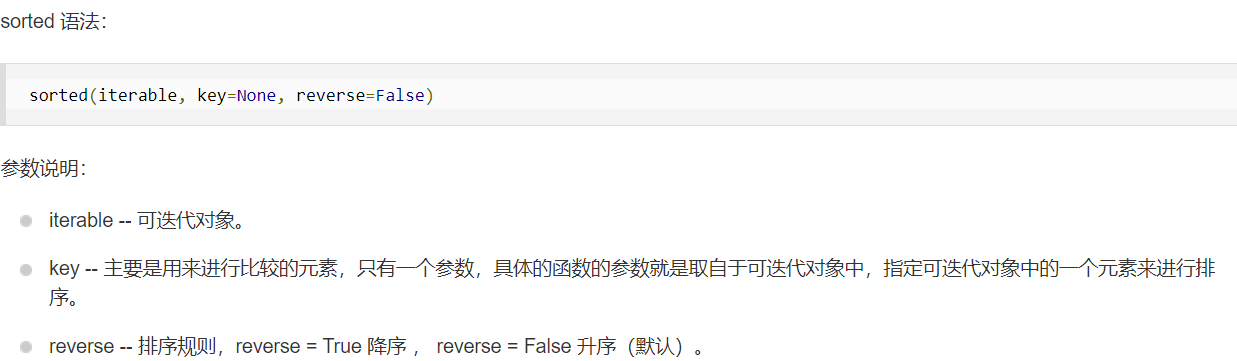 sorted 语法：
sorted(iterable, key=None, reverse=False)
参数说明：
iterable -- 可迭代对象。
key -- 主要是用来进行比较的元素，只有一个参数，具体的函数的参数就是取自于可迭代对象中，指定可迭代对象中的一个元素来进行排
序。
reverse -- 排序规则，reverse = True 降序 ， reverse = False 升序（默认）。